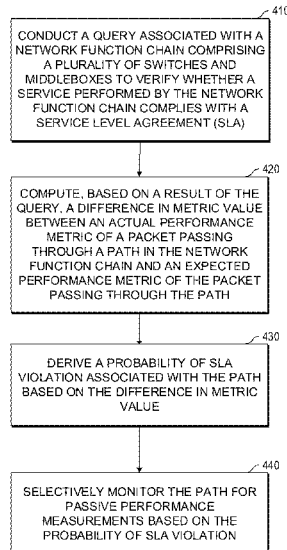 410
CONDUCT A QUERY ASSOCIATED WITH A
NETWORK FUNCTION CHAIN COMPRISING
A PLURALITY OF SWITCHES AND
MIDDLEBOXES TO VERIFY WHETHER A
SERVICE PERFORMED BY THE NETWORK
FUNCTION CHAIN COMPLIES WITH A
SERVICE LEVEL AGREEMENT (SLA)
420
COMPUTE, BASED ON A RESULT OF THE
QUERY, A DIFFERENCE IN METRIC VALUE
BETWEEN AN ACTUAL PERFORMANCE
METRIC OF A PACKET PASSING
THROUGH A PATH IN THE NETWORK
FUNCTION CHAIN AND AN EXPECTED
PERFORMANCE METRIC OF THE PACKET
PASSING THROUGH THE PATH
430
DERIVE A PROBABILITY OF SLA
VIOLATION ASSOCIATED WITH THE PATH
BASED ON THE DIFFERENCE IN METRIC
VALUE
440
SELECTIVELY MONITOR THE PATH FOR
PASSIVE PERFORMANCE
MEASUREMENTS BASED ON THE
PROBABILITY OF SLA VIOLATION